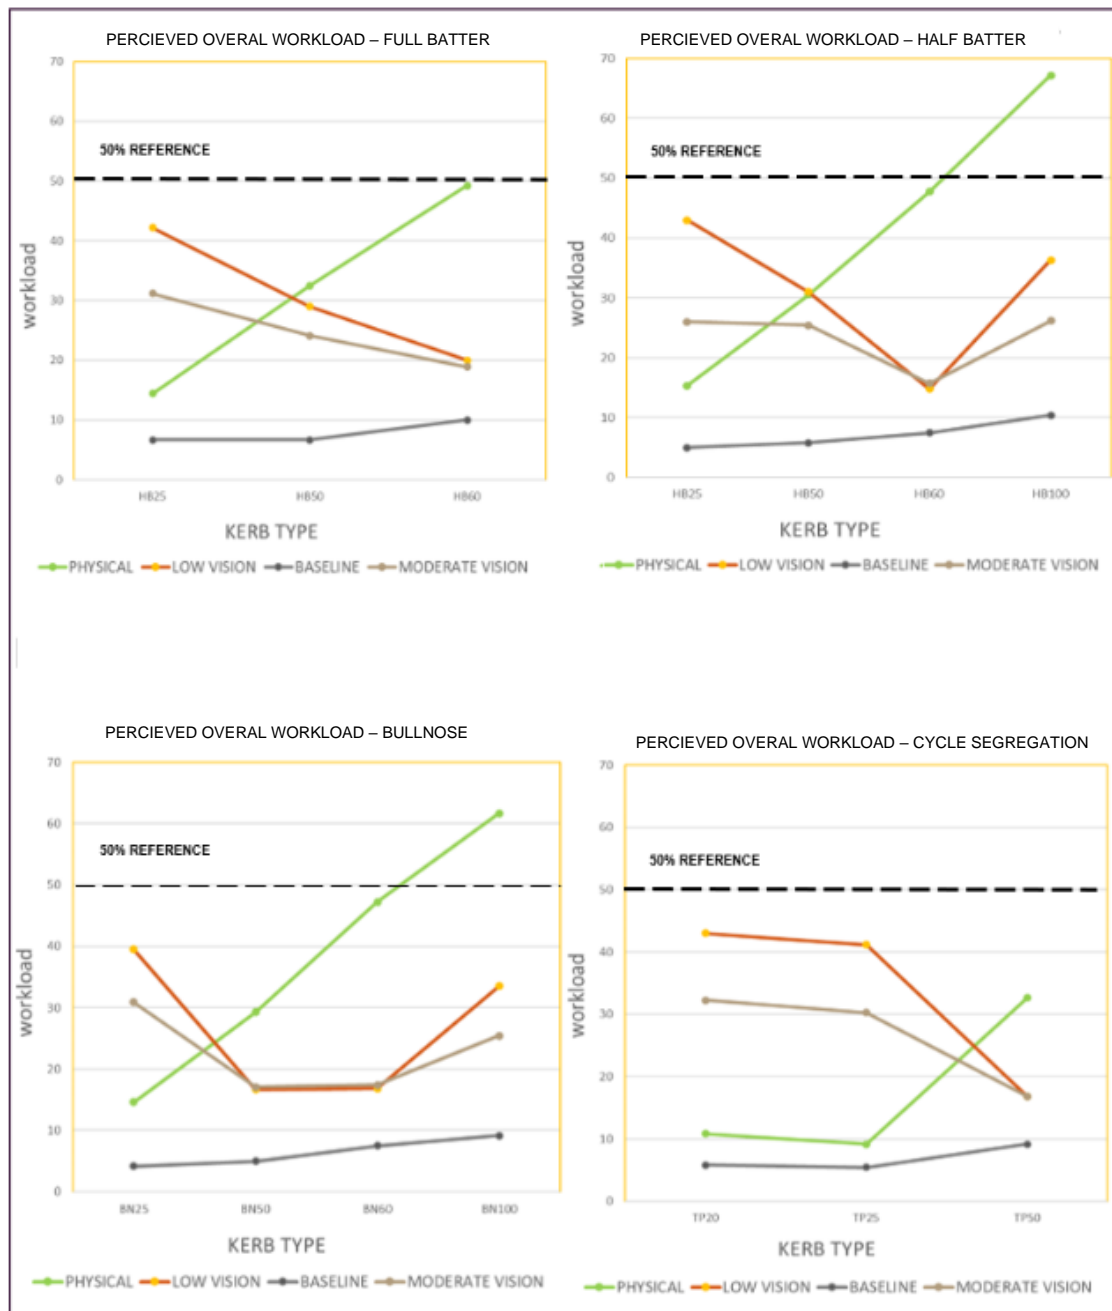 PERCIEVED OVERAL WORKLOAD – FULL BATTER
70
60
50% REFERENCE
50
40
workload
30
20
10
0
HB25 HB50 HB60
KERB TYPE
PHYSICAL LOW VISION BASELINE MODERATE VISION
PERCIEVED OVERAL WORKLOAD – HALF BATTER
70
60
50% REFERENCE
50
40
workload
30
20
10
0
HB25 HB50 HB60 HB100
KERB TYPE
PHYSICAL LOW VISION BASELINE MODERATE VISION
PERCIEVED OVERAL WORKLOAD – BULLNOSE
70
60
50% REFERENCE
50
40
workload
30
20
10
0
BN25 BN50 BN60 BN100
KERB TYPE
PHYSICAL LOW VISION BASELINE MODERATE VISION
PERCIEVED OVERAL WORKLOAD – CYCLE SEGREGATION
70
60
50% REFERENCE
50
40
workload
30
20
10
0
TP20 TP25 TP50
KERB TYPE
PHYSICAL LOW VISION BASELINE MODERATE VISION